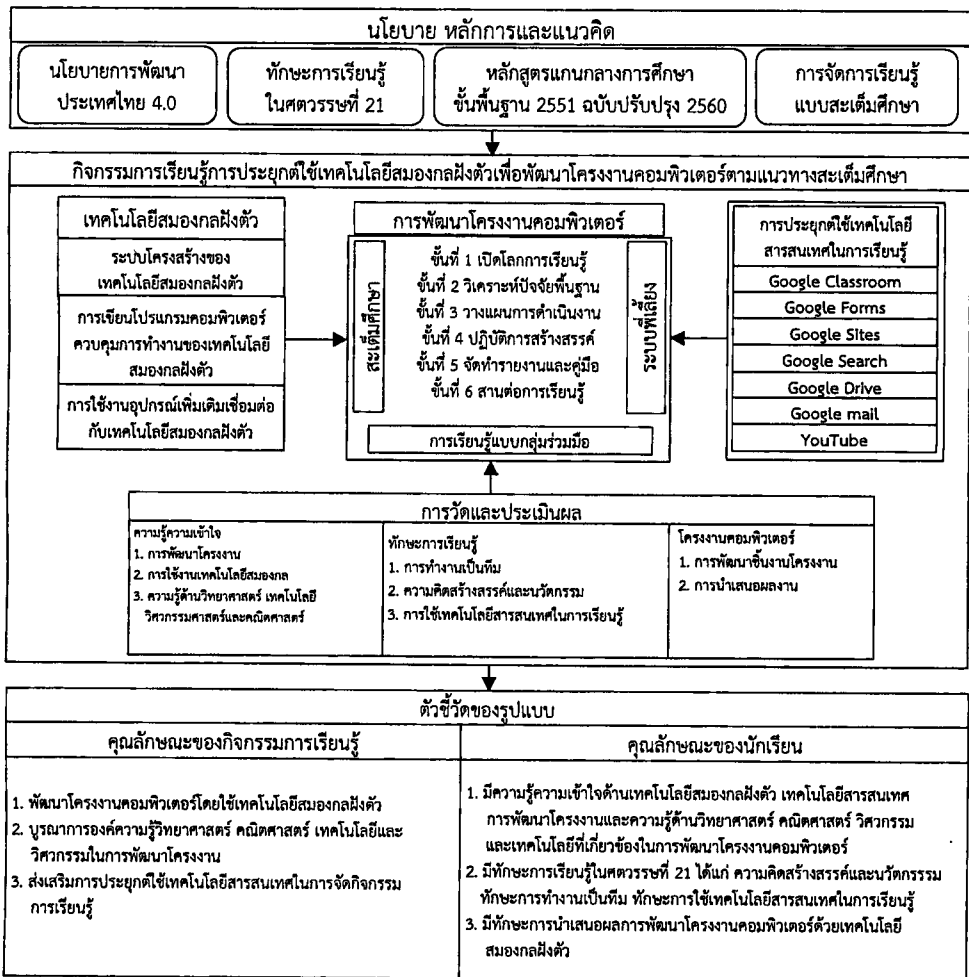 นโยบาย หลักการและแนวคิด
นโยบายการพัฒนา
ประเทศไทย 4.0
ทักษะการเรียนรู้
ในศตวรรษที่ 21
หลักสูตรแกนกลางการศึกษา
ขั้นพื้นฐาน 2551 ฉบับปรับปรุง 2560
การจัดการเรียนรู้
แบบสะเต็มศึกษา
กิจกรรมการเรียนรู้การประยุกต์ใช้เทคโนโลยีสมองกลฝังตัวเพื่อพัฒนาโครงงานคอมพิวเตอร์ตามแนวทางสะเต็มศึกษา
เทคโนโลยีสมองกลฝังตัว
ระบบโครงสร้างของ
เทคโนโลยีสมองกลฝังตัว
การเขียนโปรแกรมคอมพิวเตอร์
ควบคุมการทำงานของเทคโนโลยี
สมองกลฝังตัว
การใช้งานอุปกรณ์เพิ่มเติมเชื่อมต่อ
กับเทคโนโลยีสมองกลฝังตัว
การพัฒนาโครงงานคอมพิวเตอร์
สะเต็มศึกษา
ขั้นที่ 1 เปิดโลกการเรียนรู้
ขั้นที่ 2 วิเคราะห์ปัจจัยพื้นฐาน
ขั้นที่ 3 วางแผนการดำเนินงาน
ขั้นที่ 4 ปฏิบัติการสร้างสรรค์
ขั้นที่ 5 จัดทำรายงานและคู่มือ
ขั้นที่ 6 สานต่อการเรียนรู้
ระบบพี่เลี้ยง
การเรียนรู้แบบกลุ่มร่วมมือ
การประยุกต์ใช้เทคโนโลยี
สารสนเทศในการเรียนรู้
Google Classroom
Google Forms
Google Sites
Google Search
Google Drive
Google mail
YouTube
การวัดและประเมินผล
ความรู้ความเข้าใจ
1. การพัฒนาโครงงาน
2. การใช้งานเทคโนโลยีสมองกล
3. ความรู้ด้านวิทยาศาสตร์ เทคโนโลยี
วิศวกรรมศาสตร์และคณิตศาสตร์
ทักษะการเรียนรู้
1. การทำงานเป็นทีม
2. ความคิดสร้างสรรค์และนวัตกรรม
3. การใช้เทคโนโลยีสารสนเทศในการเรียนรู้
โครงงานคอมพิวเตอร์
1. การพัฒนาชิ้นงานโครงงาน
2. การนำเสนอผลงาน
ตัวชี้วัดของรูปแบบ
คุณลักษณะของกิจกรรมการเรียนรู้
1. พัฒนาโครงงานคอมพิวเตอร์โดยใช้เทคโนโลยีสมองกลฝังตัว
2. บูรณาการองค์ความรู้วิทยาศาสตร์ คณิตศาสตร์ เทคโนโลยีและ
วิศวกรรมในการพัฒนาโครงงาน
3. ส่งเสริมการประยุกต์ใช้เทคโนโลยีสารสนเทศในการจัดกิจกรรม
การเรียนรู้
คุณลักษณะของนักเรียน
1. มีความรู้ความเข้าใจด้านเทคโนโลยีสมองกลฝังตัว เทคโนโลยีสารสนเทศ
การพัฒนาโครงงานและความรู้ด้านวิทยาศาสตร์ คณิตศาสตร์ วิศวกรรม
และเทคโนโลยีที่เกี่ยวข้องในการพัฒนาโครงงานคอมพิวเตอร์
2. มีทักษะการเรียนรู้ในศตวรรษที่ 21 ได้แก่ ความคิดสร้างสรรค์และนวัตกรรม
ทักษะการทำงานเป็นทีม ทักษะการใช้เทคโนโลยีสารสนเทศในการเรียนรู้
3. มีทักษะการนำเสนอผลการพัฒนาโครงงานคอมพิวเตอร์ด้วยเทคโนโลยี
สมองกลฝังตัว